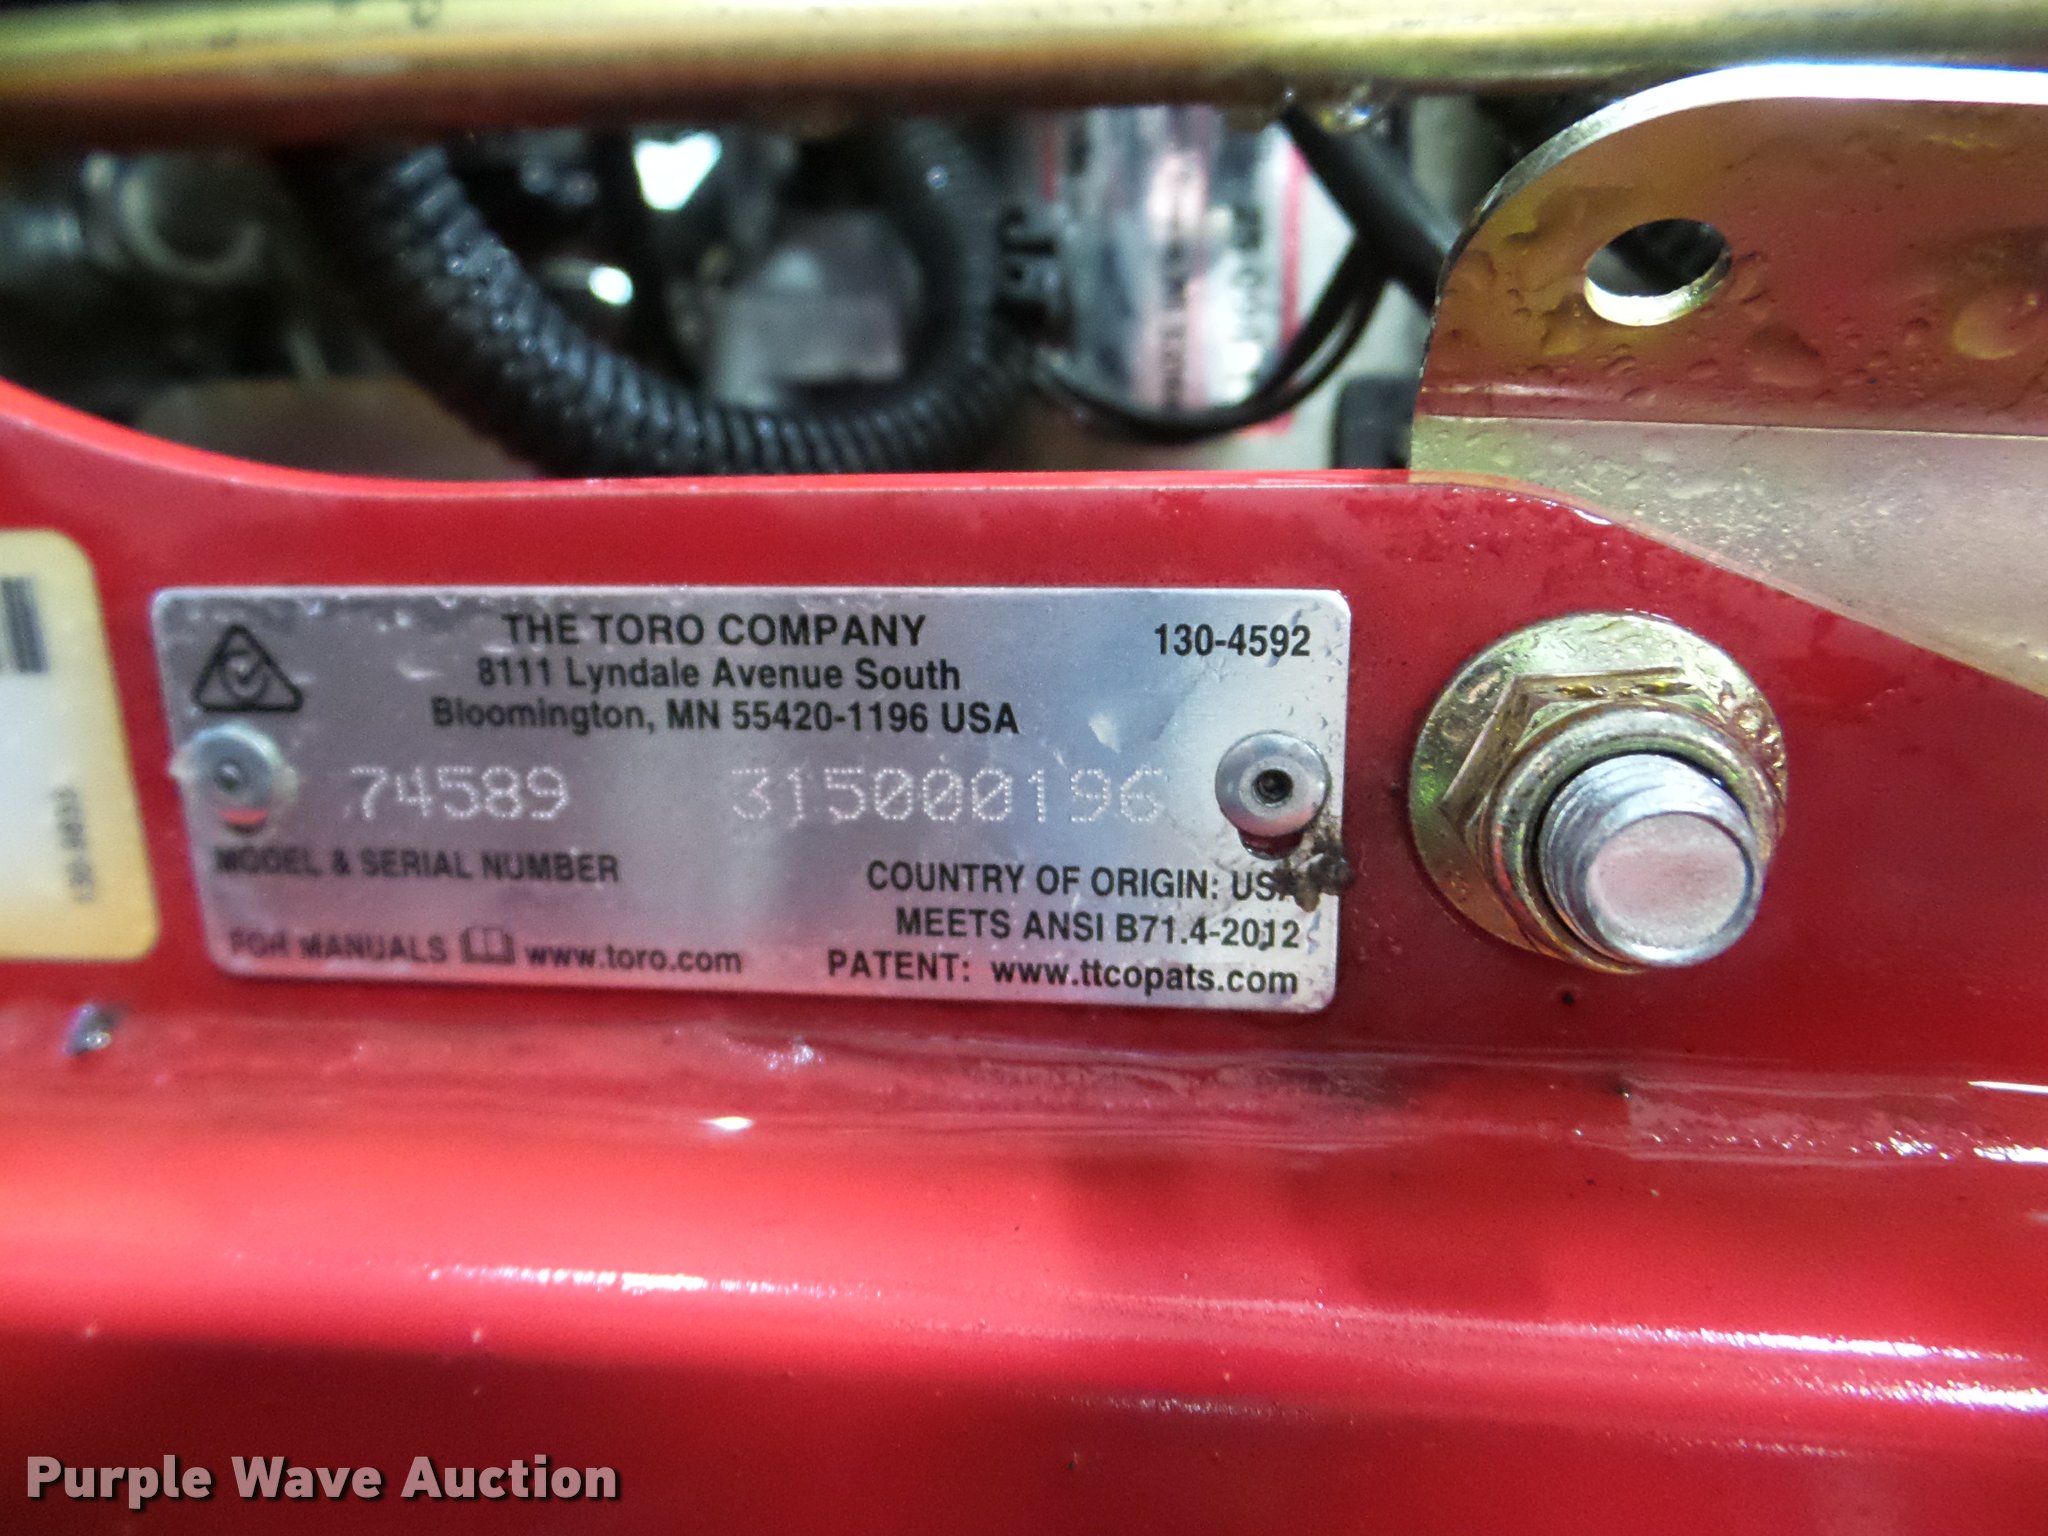 THE TORO COMPANY
8111 Lyndale Avenue South
Bloomington, MN 55420-1196 USA
130-4592
74589 315000196
MODEL & SERIAL NUMBER
COUNTRY OF ORIGIN: USA
MEETS ANSI B71.4-2012
FOR MANUALS www.toro.com
PATENT: www.ttcopats.com
Purple Wave Auction